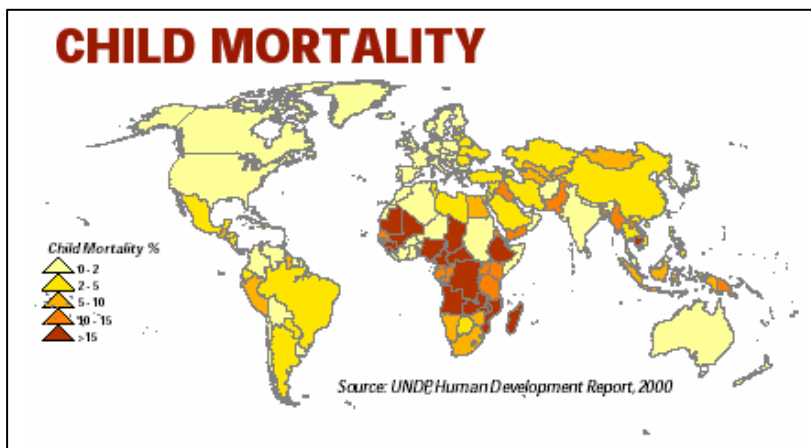 CHILD MORTALITY
Child Mortality %
0 - 2
2 - 5
5 - 10
10 - 15
>15
Source: UNDP, Human Development Report, 2000